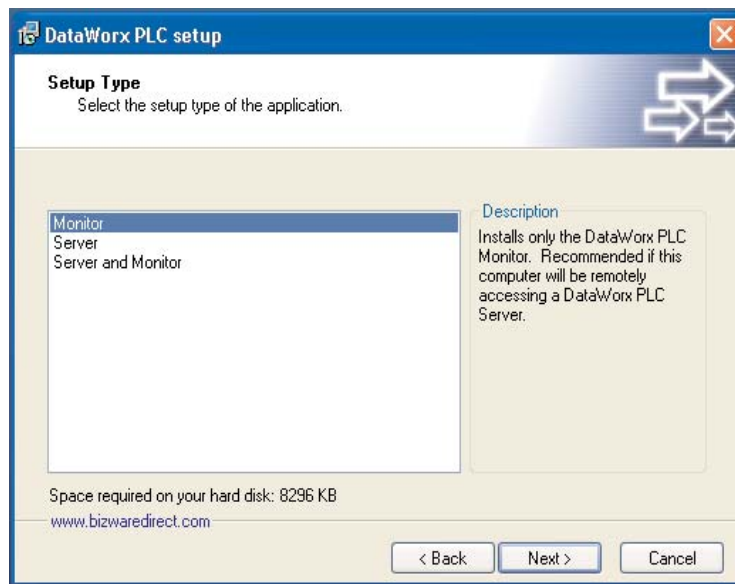 DataWorx PLC setup
Setup Type
Select the setup type of the application.
Monitor
Server
Server and Monitor
Description
Installs only the DataWorx PLC
Monitor. Recommended if this
computer will be remotely
accessing a DataWorx PLC
Server.
Space required on your hard disk: 8296 KB
www.bizwaredirect.com
< Back
Next >
Cancel